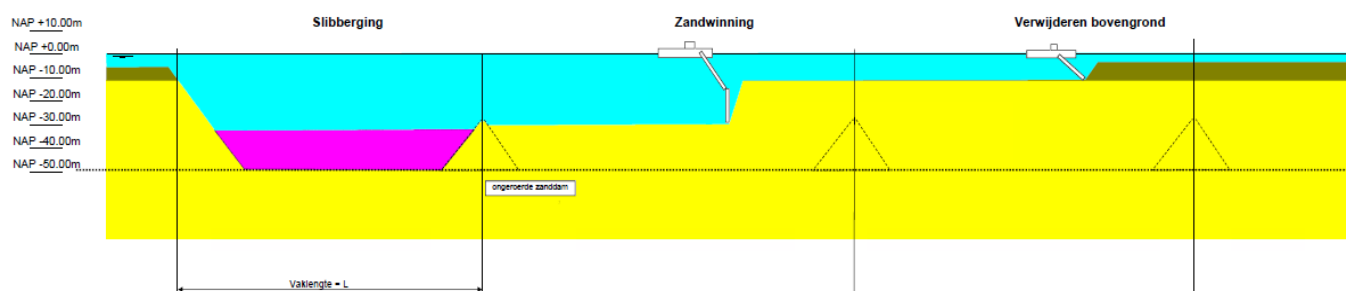 NAP +10.00m
Slibberging
Zandwinning
Verwijderen bovengrond
NAP +0.00m
NAP -10.00m
NAP -20.00m
NAP -30.00m
NAP -40.00m
NAP -50.00m
ongeroerde zanddam
Vaklengte = L